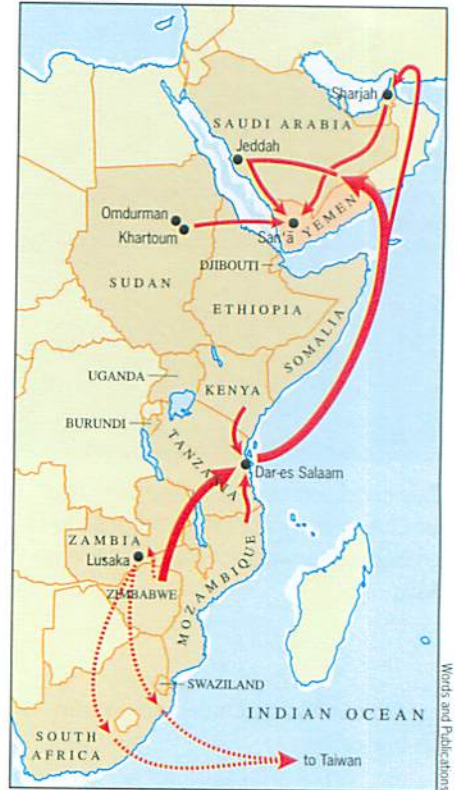 Sharjah
SAUDI ARABIA
Jeddah
Omdurman
Khartoum
San'ā
YEMEN
DJIBOUTI
SUDAN
ETHIOPIA
SOMALIA
UGANDA
KENYA
BURUNDI
TANZANIA
Dar-es Salaam
ZAMBIA
Lusaka
ZIMBABWE
MOZAMBIQUE
SWAZILAND
INDIAN OCEAN
SOUTH
AFRICA
to Taiwan
Words and Publications